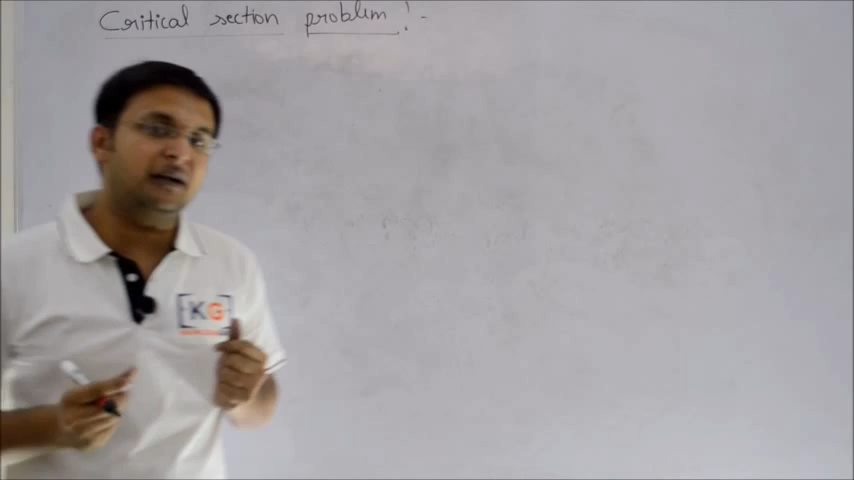 Critical section problem :-
[KG]